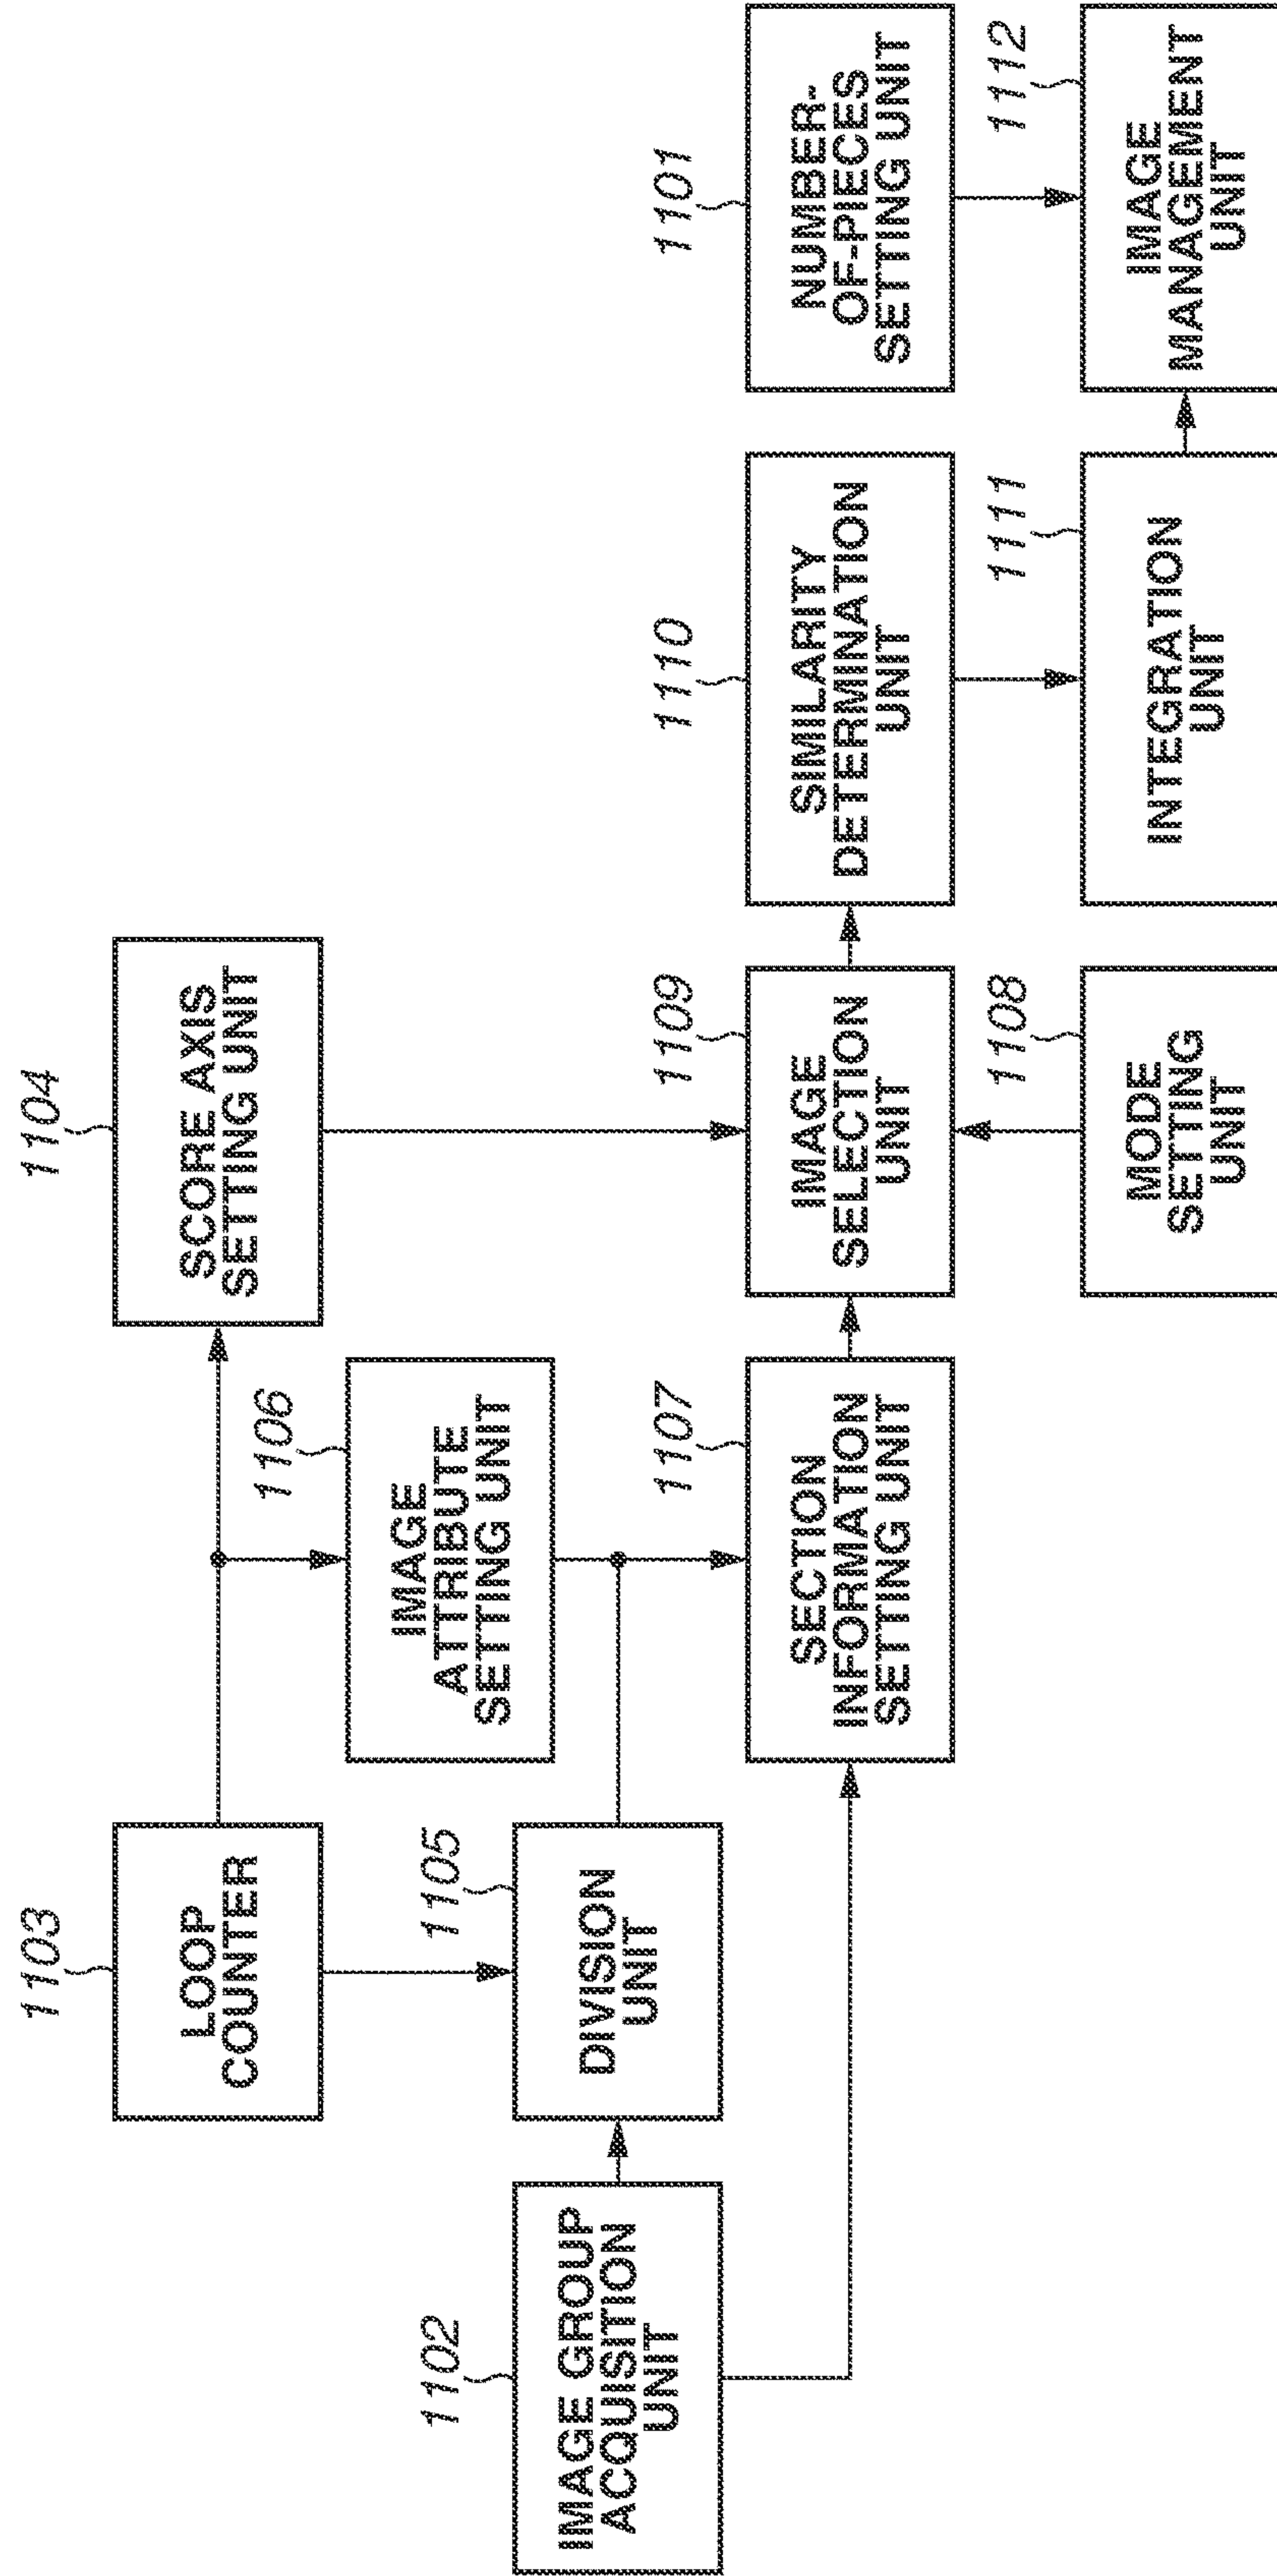 1103
LOOP
COUNTER
1104
SCORE AXIS
SETTING UNIT
1106
IMAGE
ATTRIBUTE
SETTING UNIT
1102
IMAGE GROUP
ACQUISITION
UNIT
1105
DIVISION
UNIT
1107
SECTION
INFORMATION
SETTING UNIT
1109
IMAGE
SELECTION
UNIT
1110
SIMILARITY
DETERMINATION
UNIT
1101
NUMBER-
OF-PIECES
SETTING UNIT
1108
MODE
SETTING
UNIT
1111
INTEGRATION
UNIT
1112
IMAGE
MANAGEMENT
UNIT